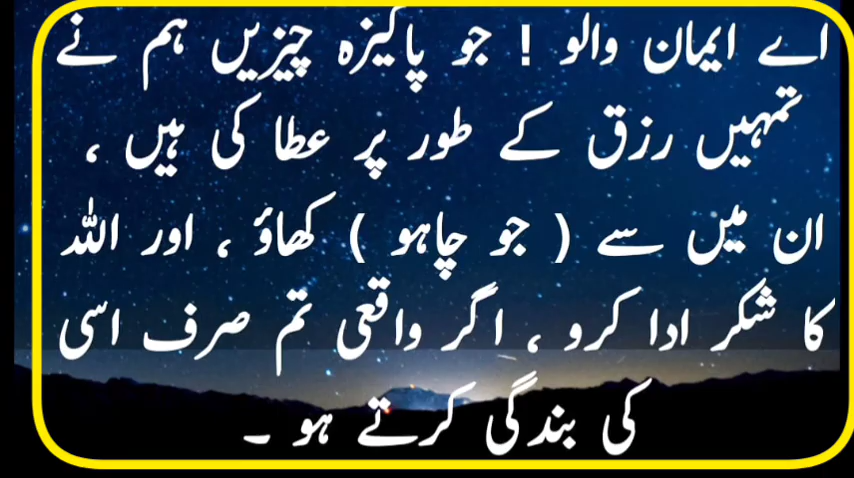 اے ایمان والو ! جو پاکیزہ چیزیں ہم نے
تمہیں رزق کے طور پر عطا کی ہیں ،
ان میں سے ( جو چاہو ) کھاؤ ، اور اللہ
کا شکر ادا کرو ، اگر واقعی تم صرف اسی
کی بندگی کرتے ہو ۔